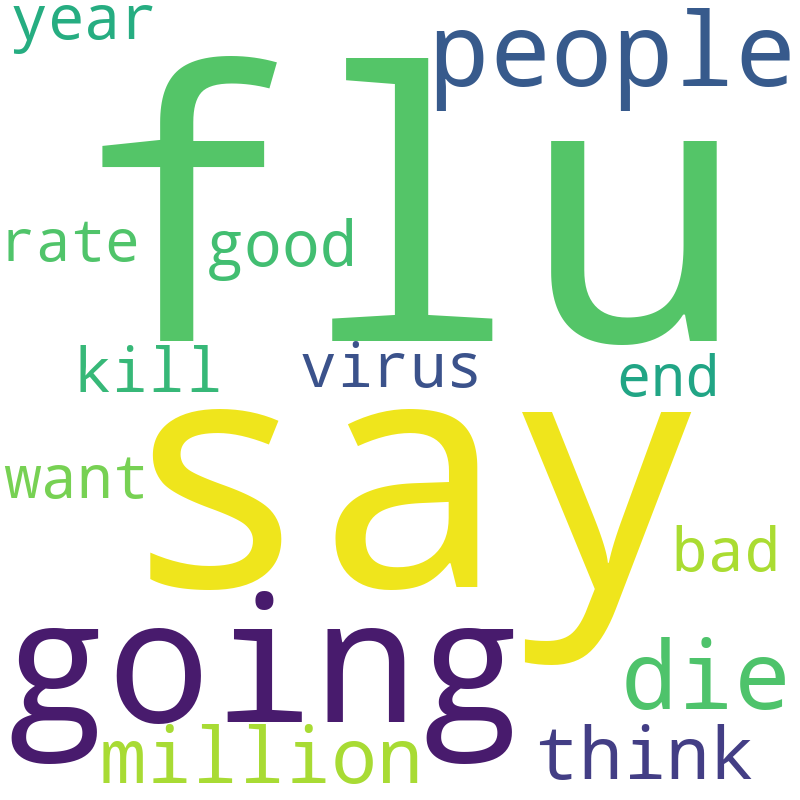 year
people
flu
rate
good
kill
virus
end
say
want
bad
going
die
million
think